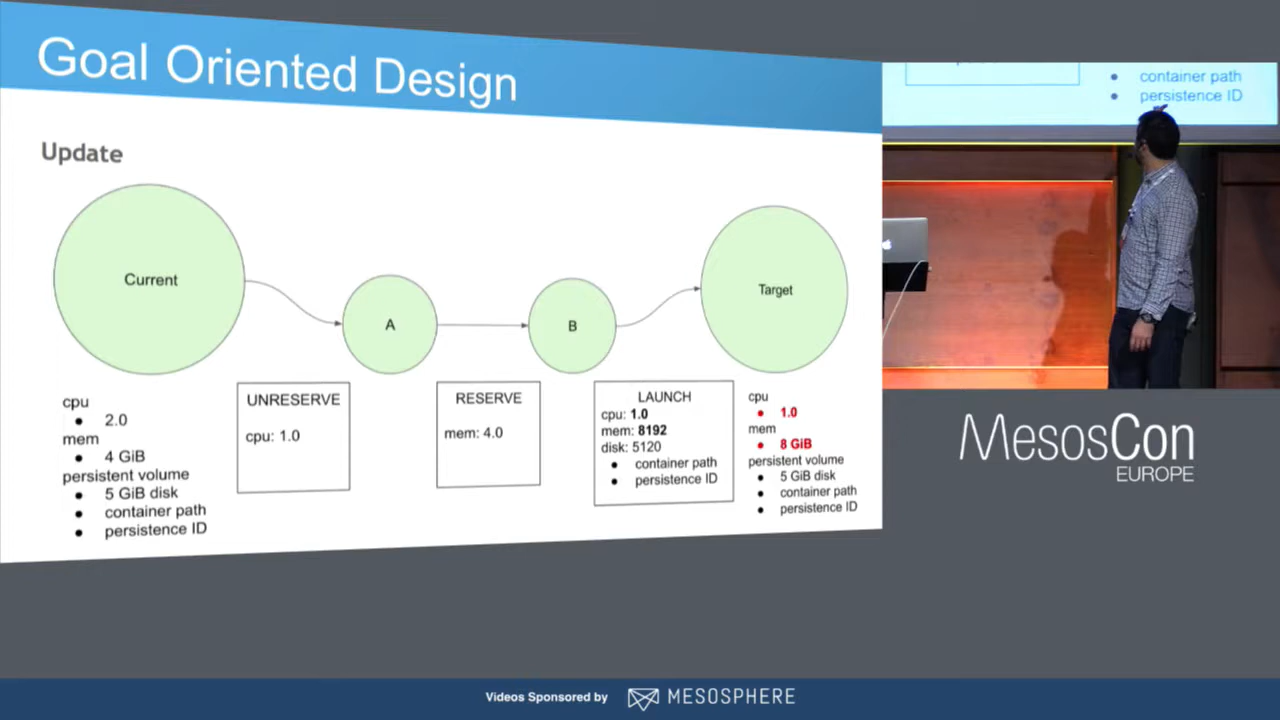 Goal Oriented Design
Update
Current
A
B
Target
cpu
● 2.0
mem
● 4 GiB
persistent volume
● 5 GiB disk
● container path
● persistence ID
UNRESERVE
cpu: 1.0
RESERVE
mem: 4.0
LAUNCH
cpu: 1.0
mem: 8192
disk: 5120
● container path
● persistence ID
cpu
● 1.0
mem
● 8 GiB
persistent volume
● 5 GiB disk
● container path
● persistence ID
● container path
● persistence ID
MesosCon
EUROPE
Videos Sponsored by MESOSPHERE